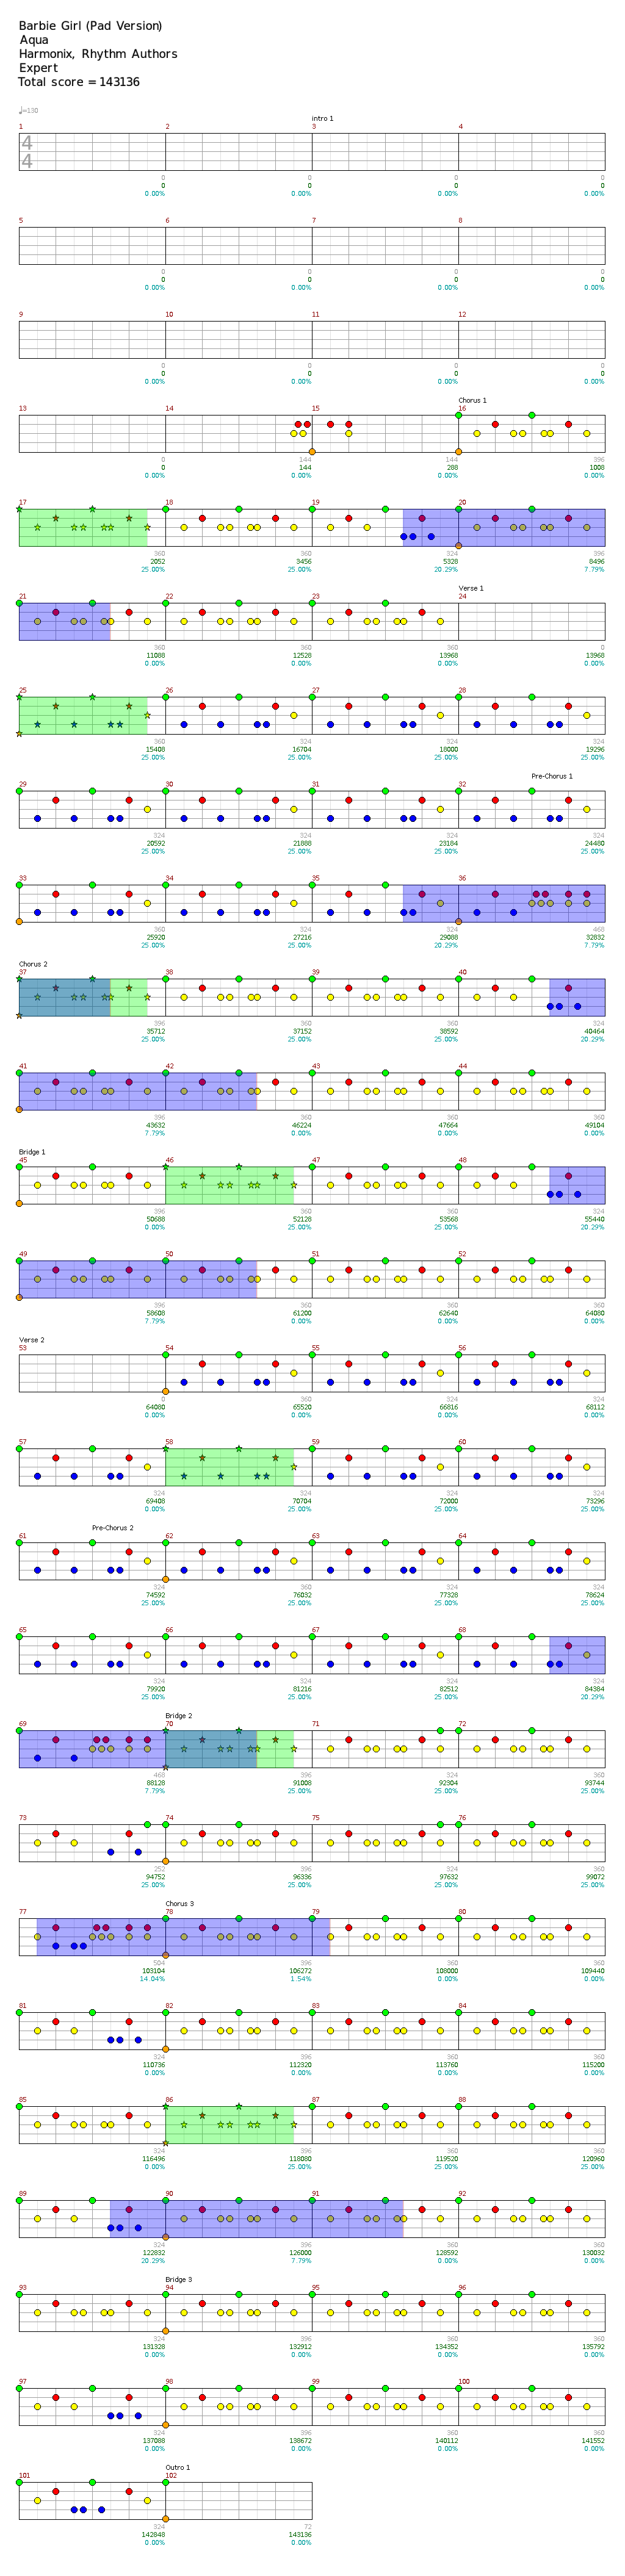 Barbie Girl (Pad Version)
Aqua
Harmonix, Rhythm Authors
Expert
Total score = 143136
♩=130
intro 1
1 2 3 4
4
4
0 0 0 0
0 0 0 0
0.00% 0.00% 0.00% 0.00%
5 6 7 8
0 0 0 0
0 0 0 0
0.00% 0.00% 0.00% 0.00%
9 10 11 12
0 0 0 0
0 0 0 0
0.00% 0.00% 0.00% 0.00%
Chorus 1
13 14 15 16
0 144 144 396
0 144 288 1008
0.00% 0.00% 0.00% 0.00%
17 18 19 20
360 360 324 396
2052 3456 5328 8496
25.00% 25.00% 20.29% 7.79%
Verse 1
21 22 23 24
360 360 360 0
11088 12528 13968 13968
0.00% 0.00% 0.00% 0.00%
25 26 27 28
360 324 324 324
15408 16704 18000 19296
25.00% 25.00% 25.00% 25.00%
Pre-Chorus 1
29 30 31 32
324 324 324 324
20592 21888 23184 24480
25.00% 25.00% 25.00% 25.00%
33 34 35 36
360 324 324 468
25920 27216 29088 32832
25.00% 25.00% 20.29% 7.79%
Chorus 2
37 38 39 40
396 360 360 324
35712 37152 38592 40464
25.00% 25.00% 25.00% 20.29%
41 42 43 44
396 360 360 360
43632 46224 47664 49104
7.79% 0.00% 0.00% 0.00%
Bridge 1
45 46 47 48
396 360 360 324
50688 52128 53568 55440
0.00% 25.00% 25.00% 20.29%
49 50 51 52
396 360 360 360
58608 61200 62640 64080
7.79% 0.00% 0.00% 0.00%
Verse 2
53 54 55 56
0 360 324 324
64080 65520 66816 68112
0.00% 0.00% 0.00% 0.00%
57 58 59 60
324 324 324 324
69408 70704 72000 73296
0.00% 25.00% 25.00% 25.00%
Pre-Chorus 2
61 62 63 64
324 360 324 324
74592 76032 77328 78624
25.00% 25.00% 25.00% 25.00%
65 66 67 68
324 324 324 324
79920 81216 82512 84384
25.00% 25.00% 25.00% 20.29%
Bridge 2
69 70 71 72
468 396 324 360
88128 91008 92304 93744
7.79% 25.00% 25.00% 25.00%
73 74 75 76
252 396 324 360
94752 96336 97632 99072
25.00% 25.00% 25.00% 25.00%
Chorus 3
77 78 79 80
504 396 360 360
103104 106272 108000 109440
14.04% 1.54% 0.00% 0.00%
81 82 83 84
324 396 360 360
110736 112320 113760 115200
0.00% 0.00% 0.00% 0.00%
85 86 87 88
324 396 360 360
116496 118080 119520 120960
0.00% 25.00% 25.00% 25.00%
89 90 91 92
324 396 360 360
122832 126000 128592 130032
20.29% 7.79% 0.00% 0.00%
Bridge 3
93 94 95 96
324 396 360 360
131328 132912 134352 135792
0.00% 0.00% 0.00% 0.00%
97 98 99 100
324 396 360 360
137088 138672 140112 141552
0.00% 0.00% 0.00% 0.00%
Outro 1
101 102
324 72
142848 143136
0.00% 0.00%